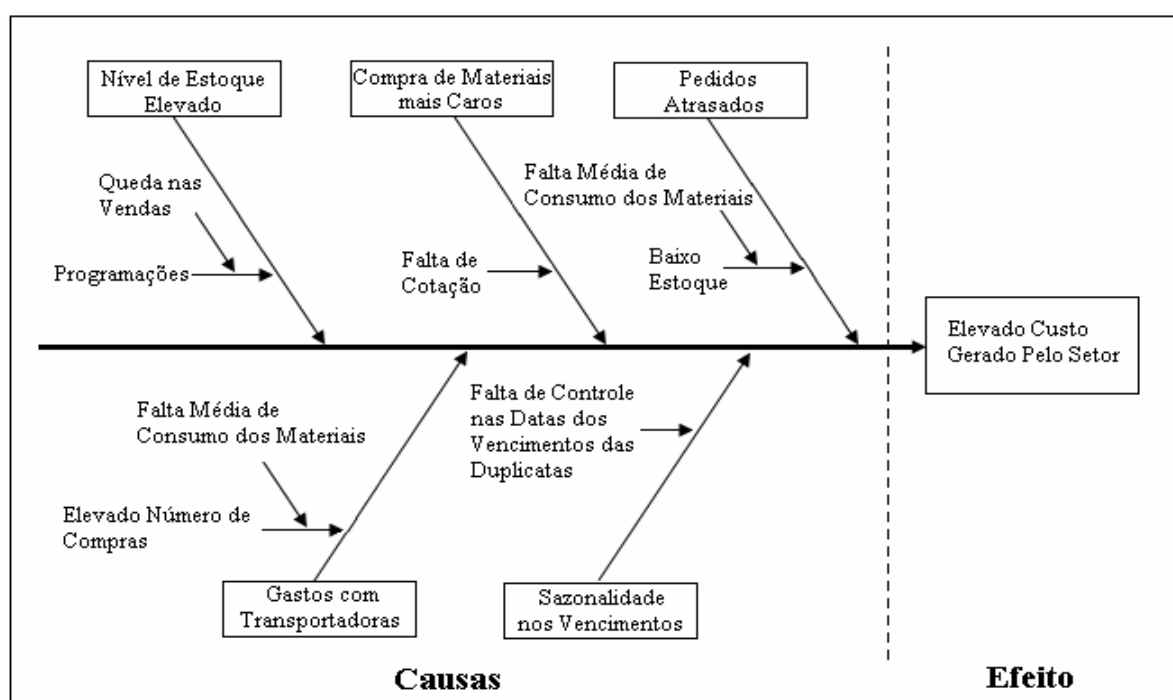 Nível de Estoque
Elevado
Compra de Materiais
mais Caros
Pedidos
Atrasados
Queda nas
Vendas
Programações
Falta de
Cotação
Falta Média de
Consumo dos Materiais
Baixo
Estoque
Elevado Custo
Gerado Pelo Setor
Falta Média de
Consumo dos Materiais
Elevado Número de
Compras
Falta de Controle
nas Datas dos
Vencimentos das
Duplicatas
Gastos com
Transportadoras
Sazonalidade
nos Vencimentos
Causas
Efeito